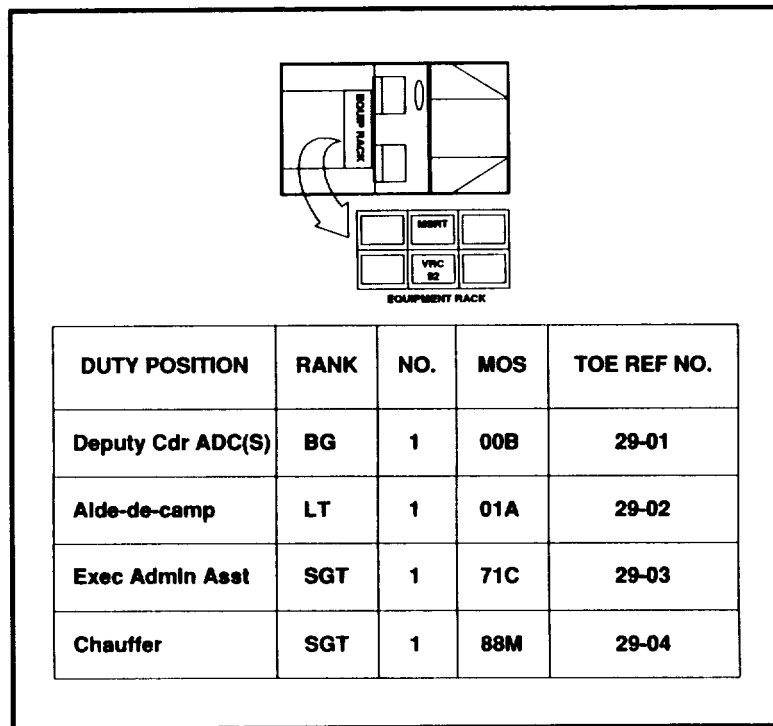 EQUIP RACK
MSRT
VRC
92
EQUIPMENT RACK
DUTY POSITION RANK NO. MOS TOE REF NO.
Deputy Cdr ADC(S) BG 1 00B 29-01
Aide-de-camp LT 1 01A 29-02
Exec Admin Asst SGT 1 71C 29-03
Chauffer SGT 1 88M 29-04